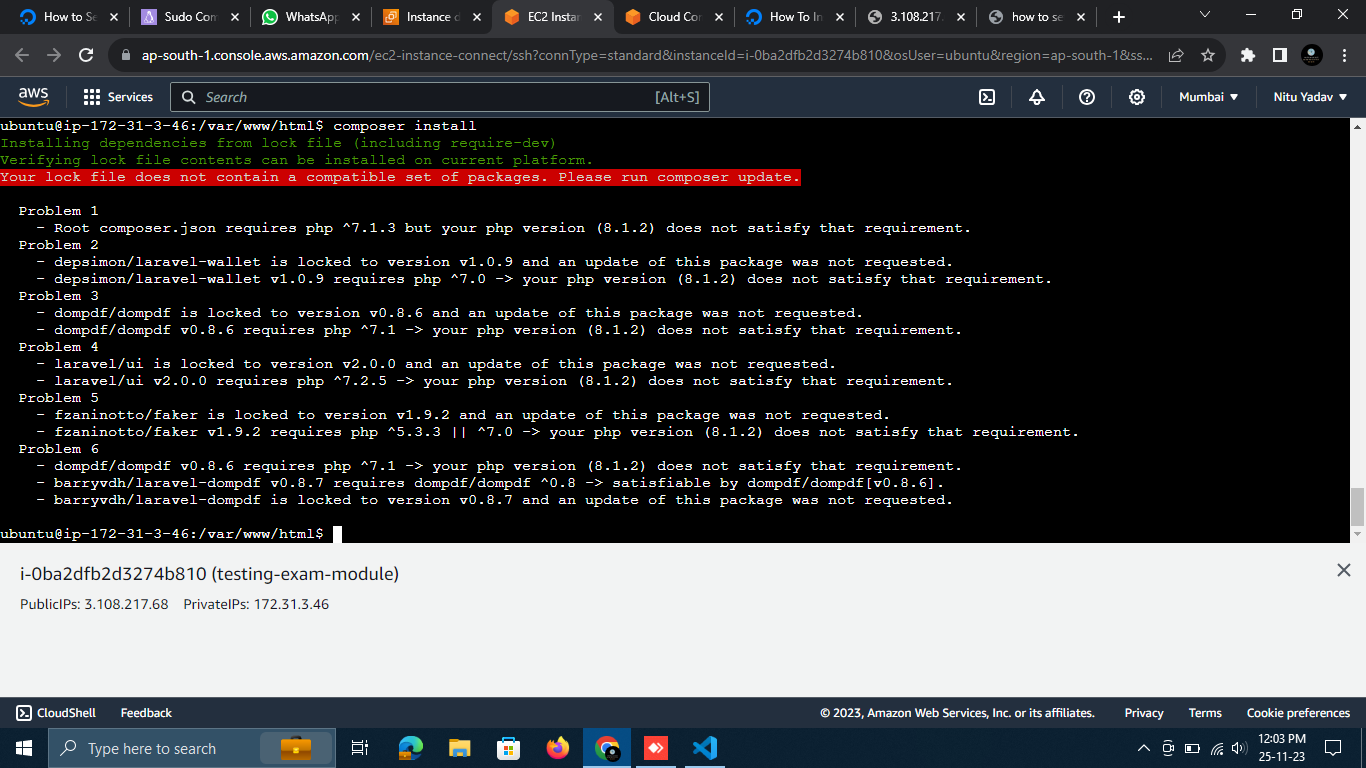 How to Se
Sudo Com
WhatsApp
Instance d
EC2 Instan
Cloud Cor
How To In
3.108.217.
how to se
ap-south-1.console.aws.amazon.com/ec2-instance-connect/ssh?connType=standard&instanceId=i-0ba2dfb2d3274b810&osUser=ubuntu&region=ap-south-1&ss...
aws
Services
Search
[Alt+S]
Mumbai
Nitu Yadav
ubuntu@ip-172-31-3-46:/var/www/html$ composer install
Installing dependencies from lock file (including require-dev)
Verifying lock file contents can be installed on current platform.
Your lock file does not contain a compatible set of packages. Please run composer update.
Problem 1
- Root composer.json requires php ^7.1.3 but your php version (8.1.2) does not satisfy that requirement.
Problem 2
- depsimon/laravel-wallet is locked to version v1.0.9 and an update of this package was not requested.
- depsimon/laravel-wallet v1.0.9 requires php ^7.0 -> your php version (8.1.2) does not satisfy that requirement.
Problem 3
- dompdf/dompdf is locked to version v0.8.6 and an update of this package was not requested.
- dompdf/dompdf v0.8.6 requires php ^7.1 -> your php version (8.1.2) does not satisfy that requirement.
Problem 4
- laravel/ui is locked to version v2.0.0 and an update of this package was not requested.
- laravel/ui v2.0.0 requires php ^7.2.5 -> your php version (8.1.2) does not satisfy that requirement.
Problem 5
- fzaninotto/faker is locked to version v1.9.2 and an update of this package was not requested.
- fzaninotto/faker v1.9.2 requires php ^5.3.3 || ^7.0 -> your php version (8.1.2) does not satisfy that requirement.
Problem 6
- dompdf/dompdf v0.8.6 requires php ^7.1 -> your php version (8.1.2) does not satisfy that requirement.
- barryvdh/laravel-dompdf v0.8.7 requires dompdf/dompdf ^0.8 -> satisfiable by dompdf/dompdf[v0.8.6].
- barryvdh/laravel-dompdf is locked to version v0.8.7 and an update of this package was not requested.
ubuntu@ip-172-31-3-46:/var/www/html$
i-0ba2dfb2d3274b810 (testing-exam-module)
PublicIPs: 3.108.217.68 PrivateIPs: 172.31.3.46
CloudShell
Feedback
© 2023, Amazon Web Services, Inc. or its affiliates.
Privacy
Terms
Cookie preferences
Type here to search
12:03 PM
25-11-23